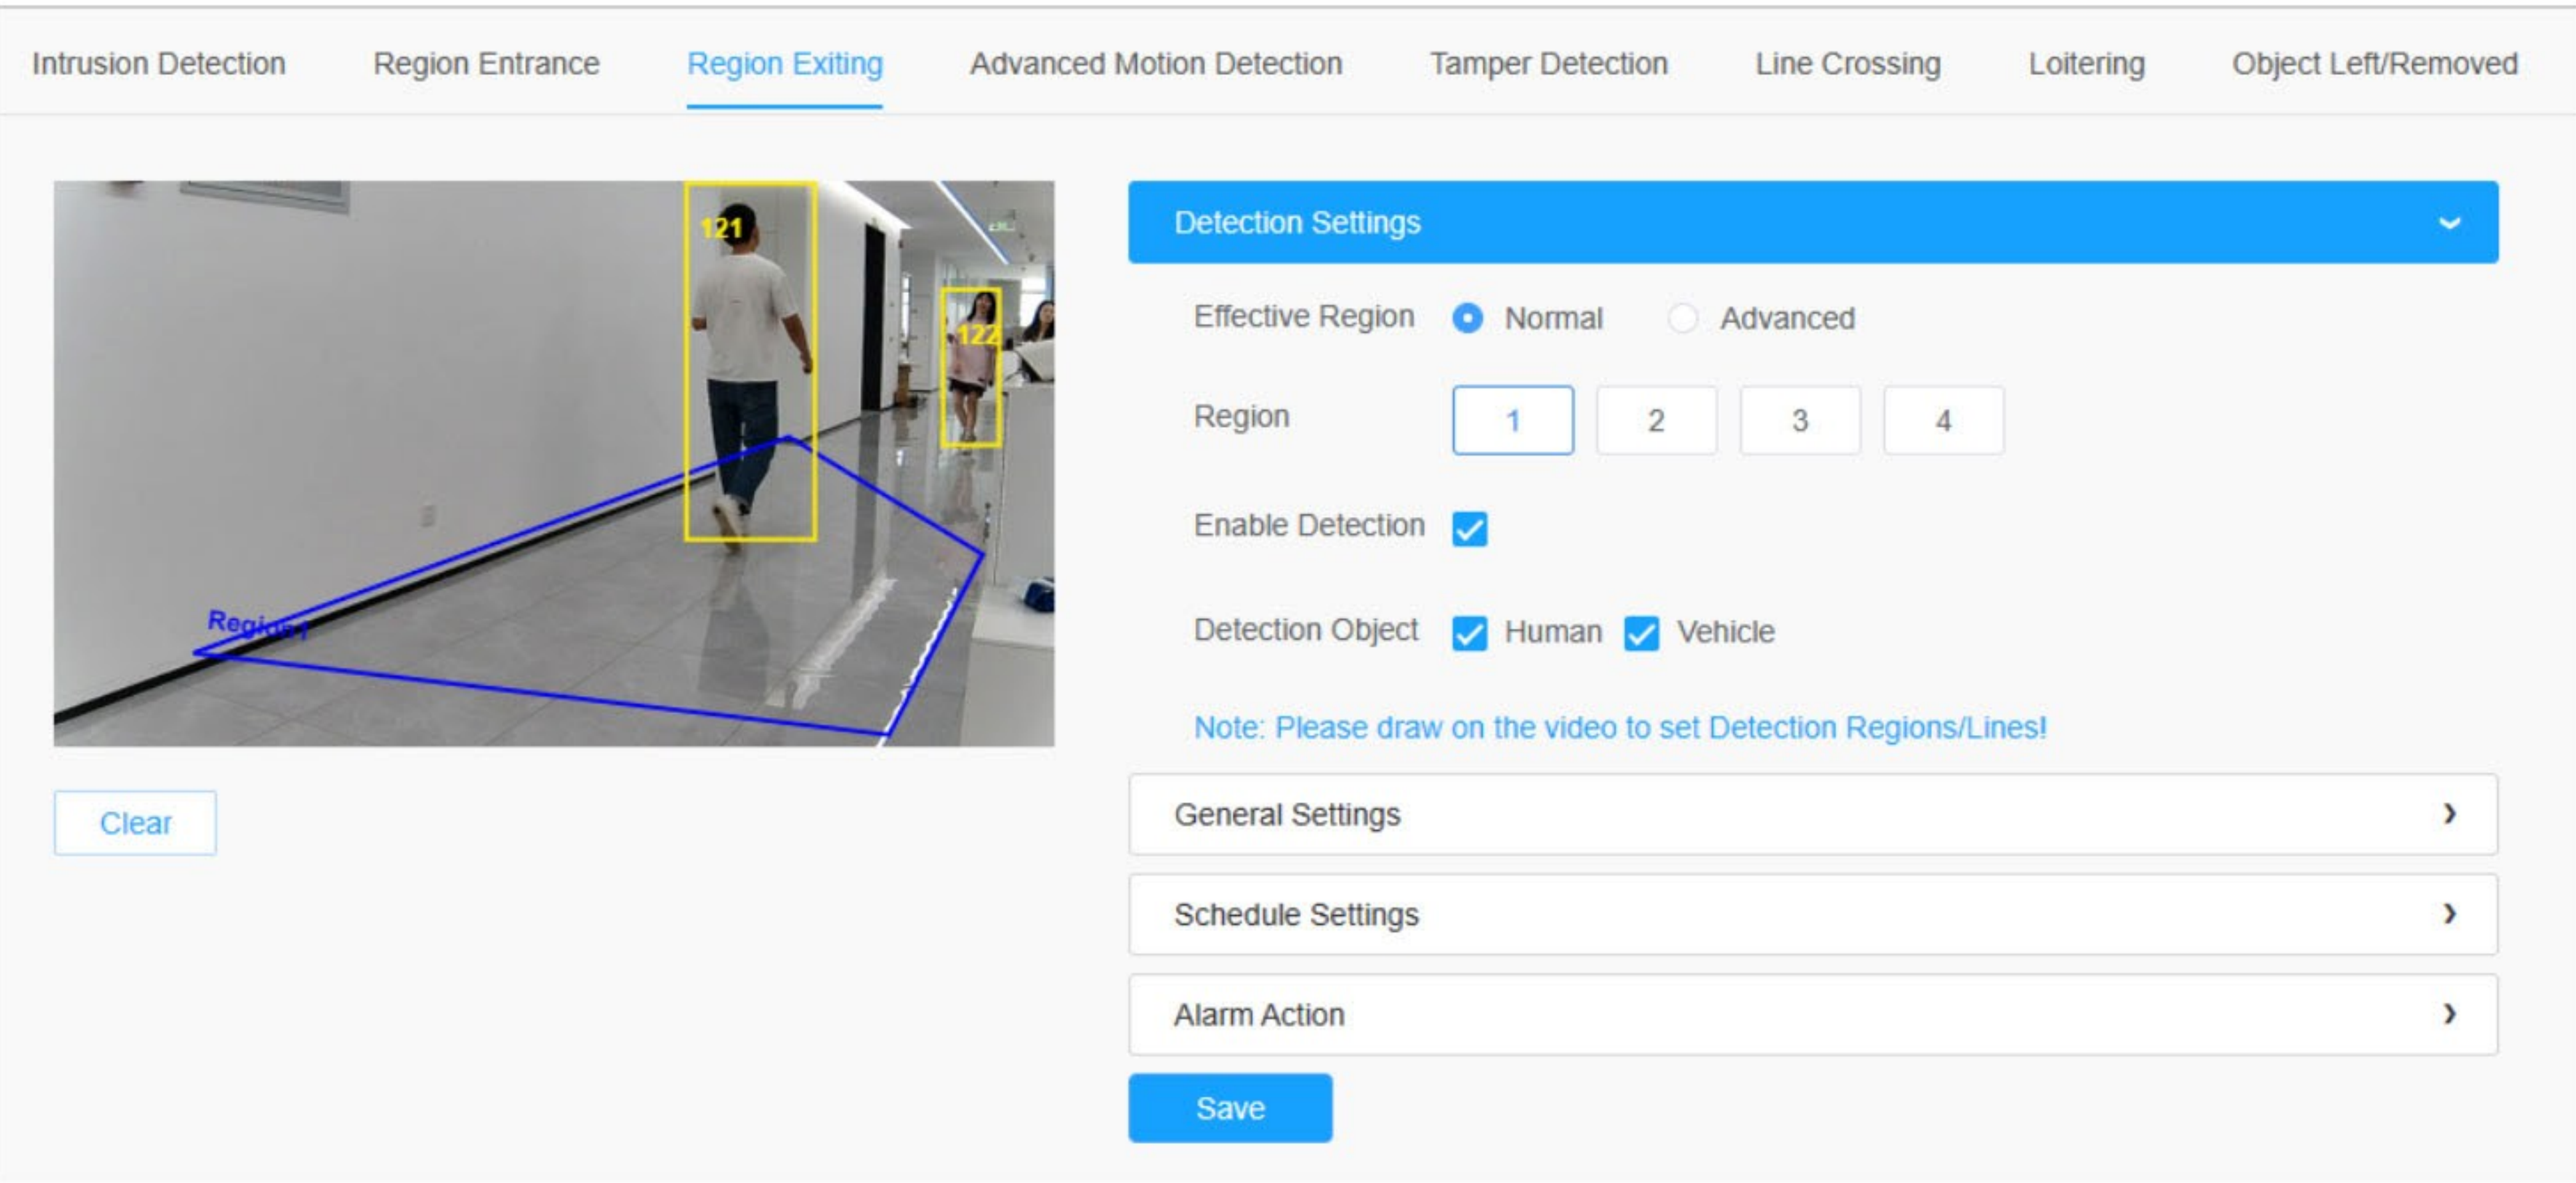 Intrusion Detection Region Entrance Region Exiting Advanced Motion Detection Tamper Detection Line Crossing Loitering Object Left/Removed
121
122
Region1
Clear
Detection Settings
Effective Region Normal Advanced
Region 1 2 3 4
Enable Detection
Detection Object Human Vehicle
Note: Please draw on the video to set Detection Regions/Lines!
General Settings
Schedule Settings
Alarm Action
Save